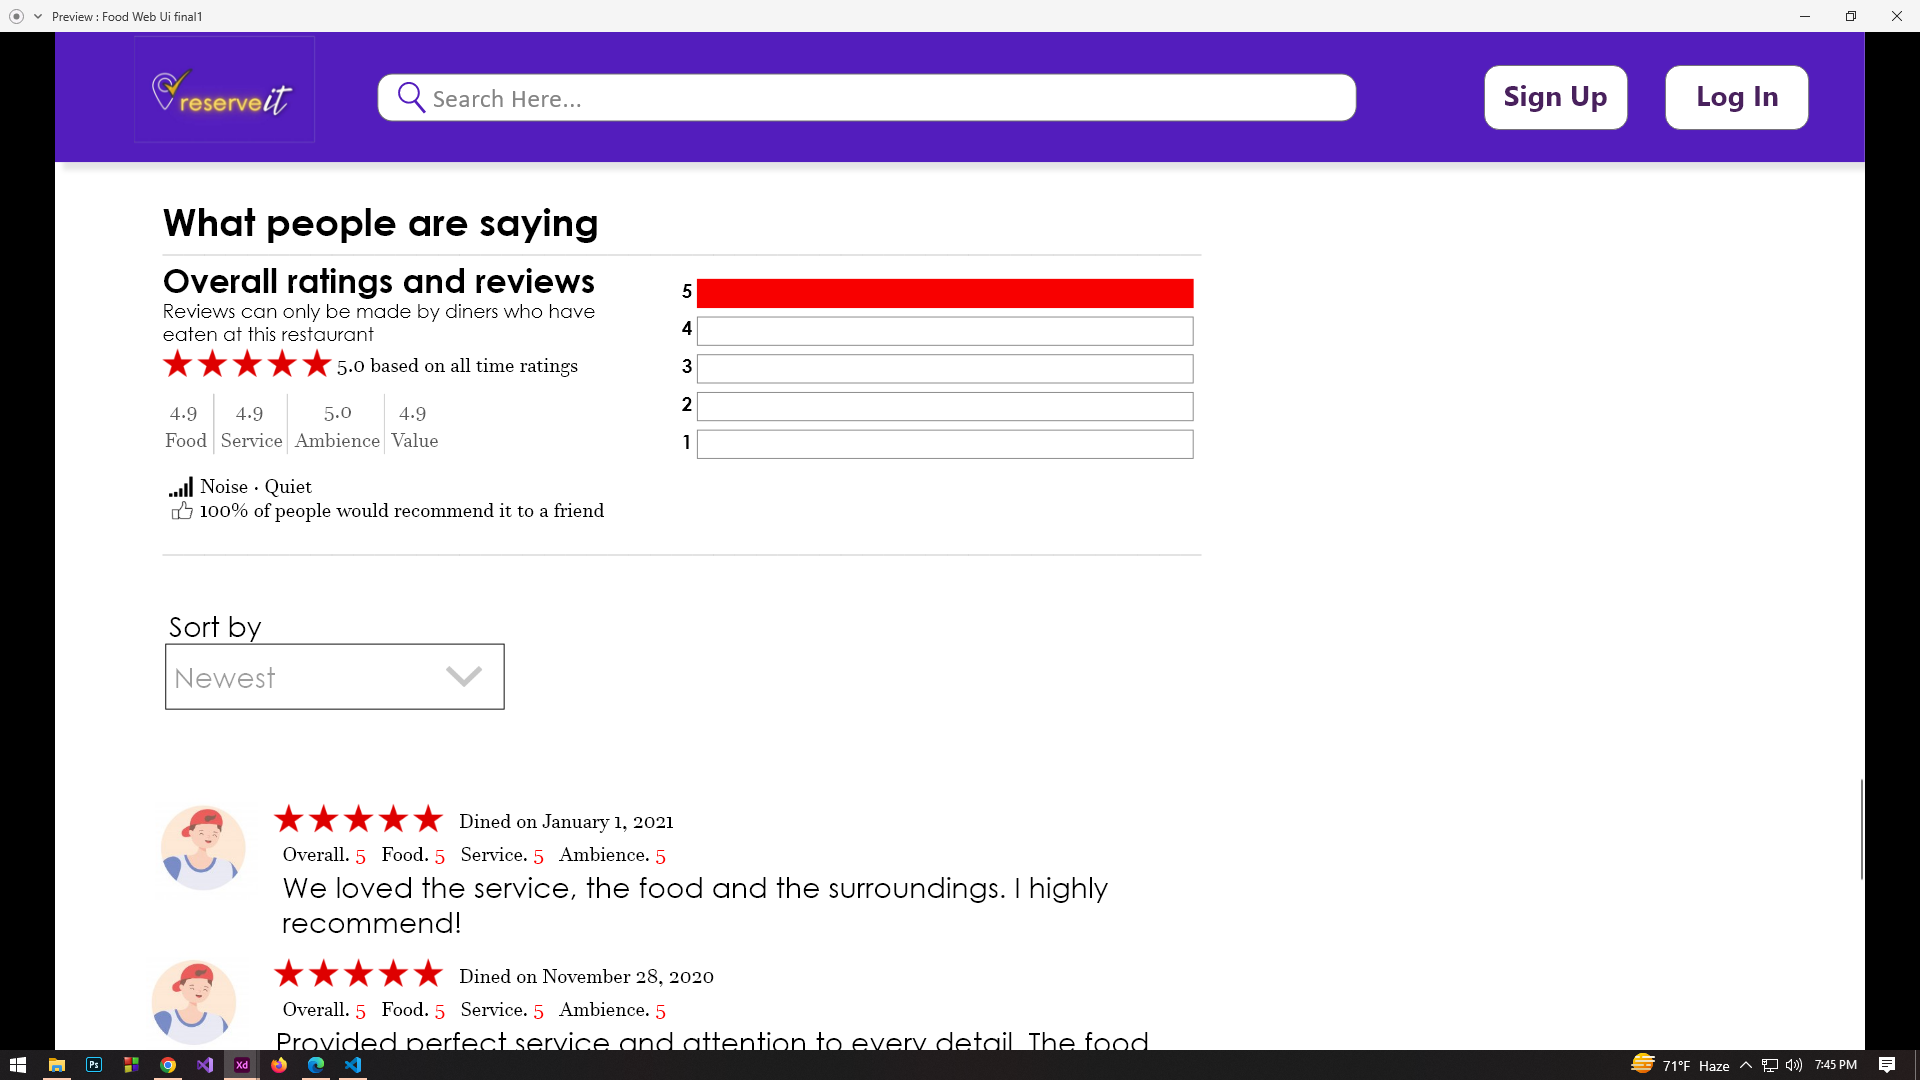 Preview : Food Web Ui final1
reserveit
Search Here...
Sign Up
Log In
What people are saying
Overall ratings and reviews
Reviews can only be made by diners who have
eaten at this restaurant
5.0 based on all time ratings
4.9 4.9 5.0 4.9
Food Service Ambience Value
Noise · Quiet
100% of people would recommend it to a friend
5
4
3
2
1
Sort by
Newest
Dined on January 1, 2021
Overall. 5 Food. 5 Service. 5 Ambience. 5
We loved the service, the food and the surroundings. I highly
recommend!
Dined on November 28, 2020
Overall. 5 Food. 5 Service. 5 Ambience. 5
Provided perfect service and attention to every detail. The food
Ps
Xd
71°F Haze
7:45 PM